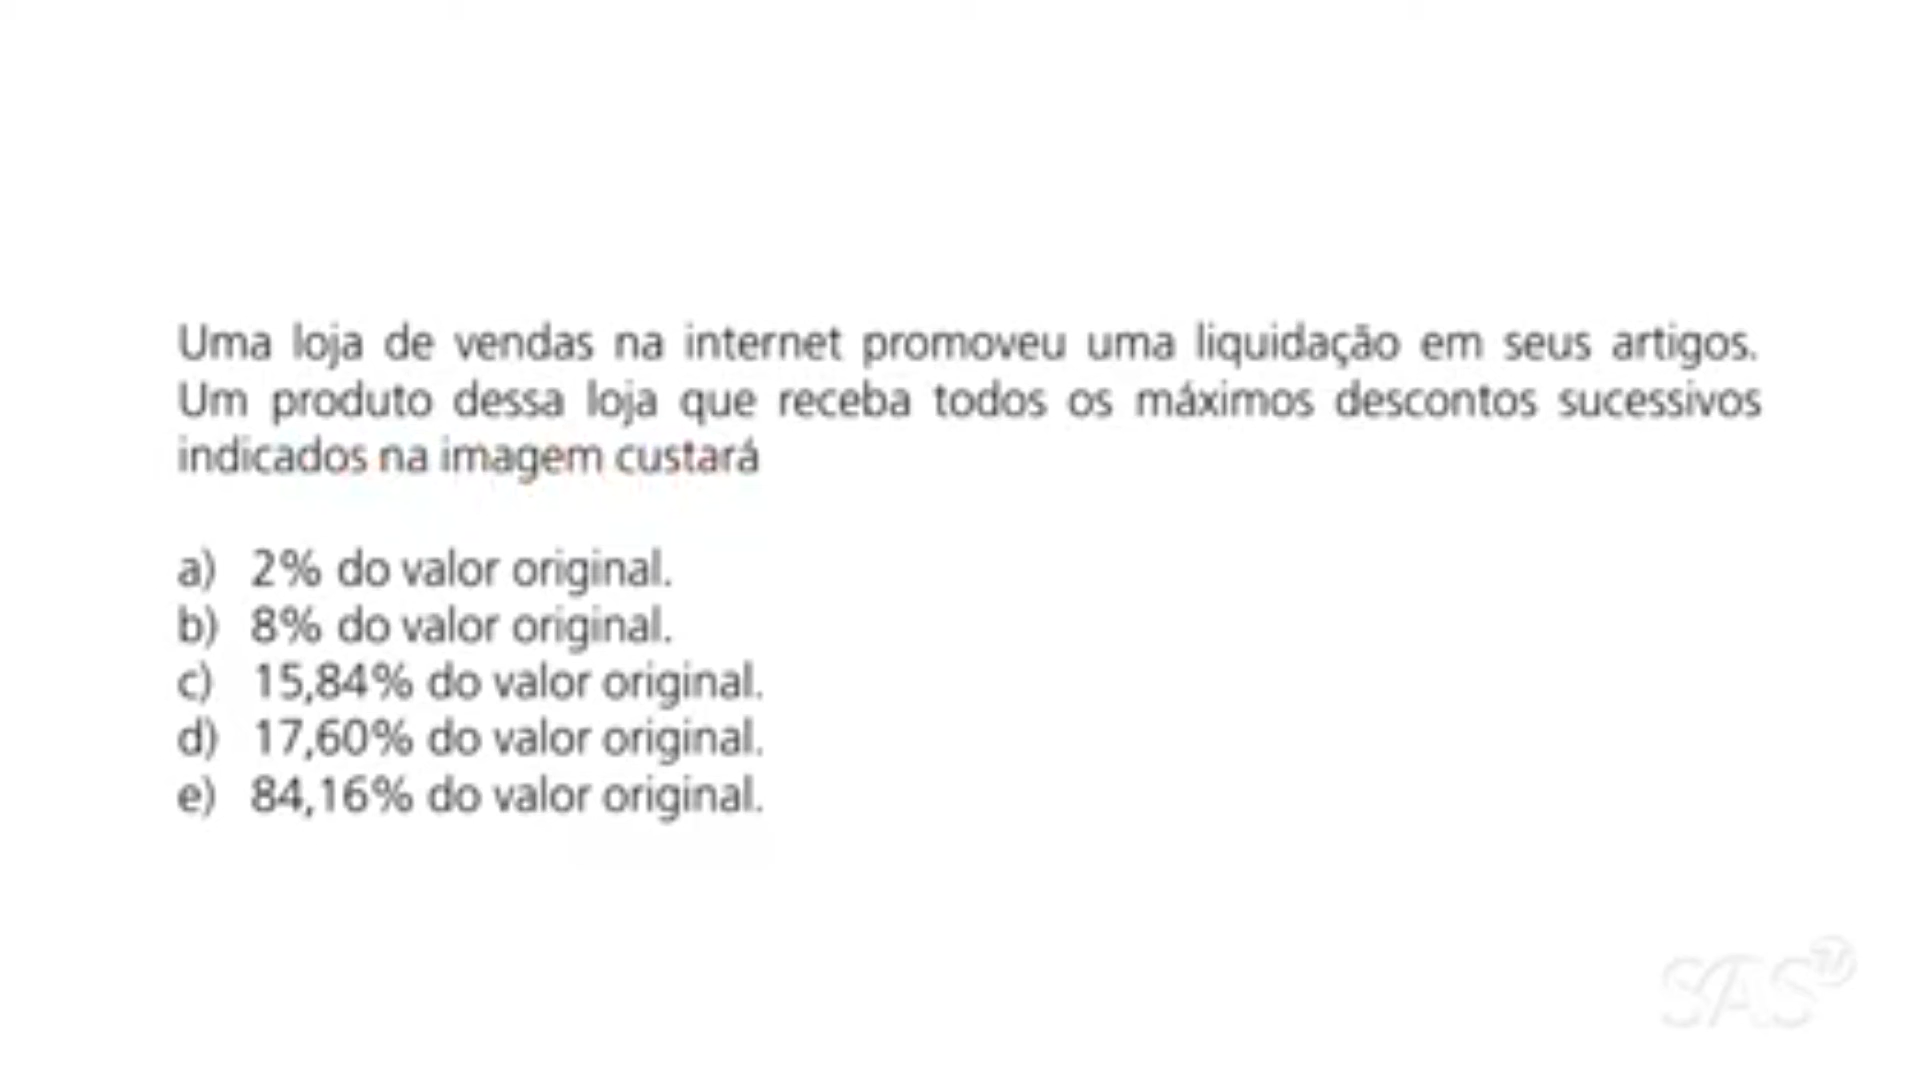 Uma loja de vendas na internet promoveu uma liquidação em seus artigos.
Um produto dessa loja que receba todos os máximos descontos sucessivos
indicados na imagem custará
a) 2% do valor original.
b) 8% do valor original.
c) 15,84% do valor original.
d) 17,60% do valor original.
e) 84,16% do valor original.
SAS